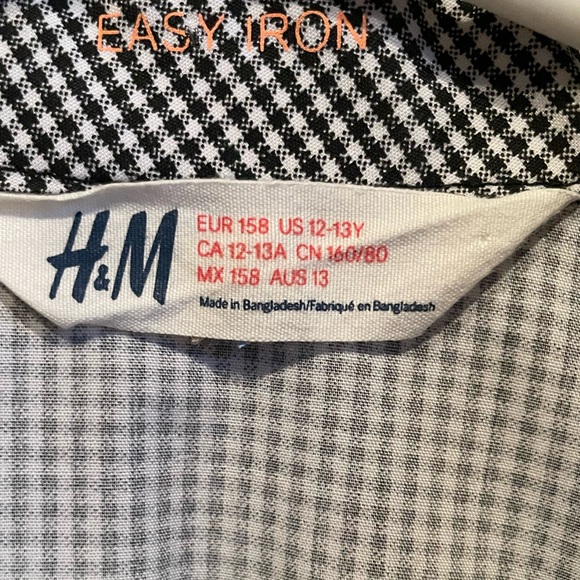 EASY IRON
H&M
EUR 158 US 12-13Y
CA 12-13A CN 160/80
MX 158 AUS 13
Made in Bangladesh/Fabriqué en Bangladesh